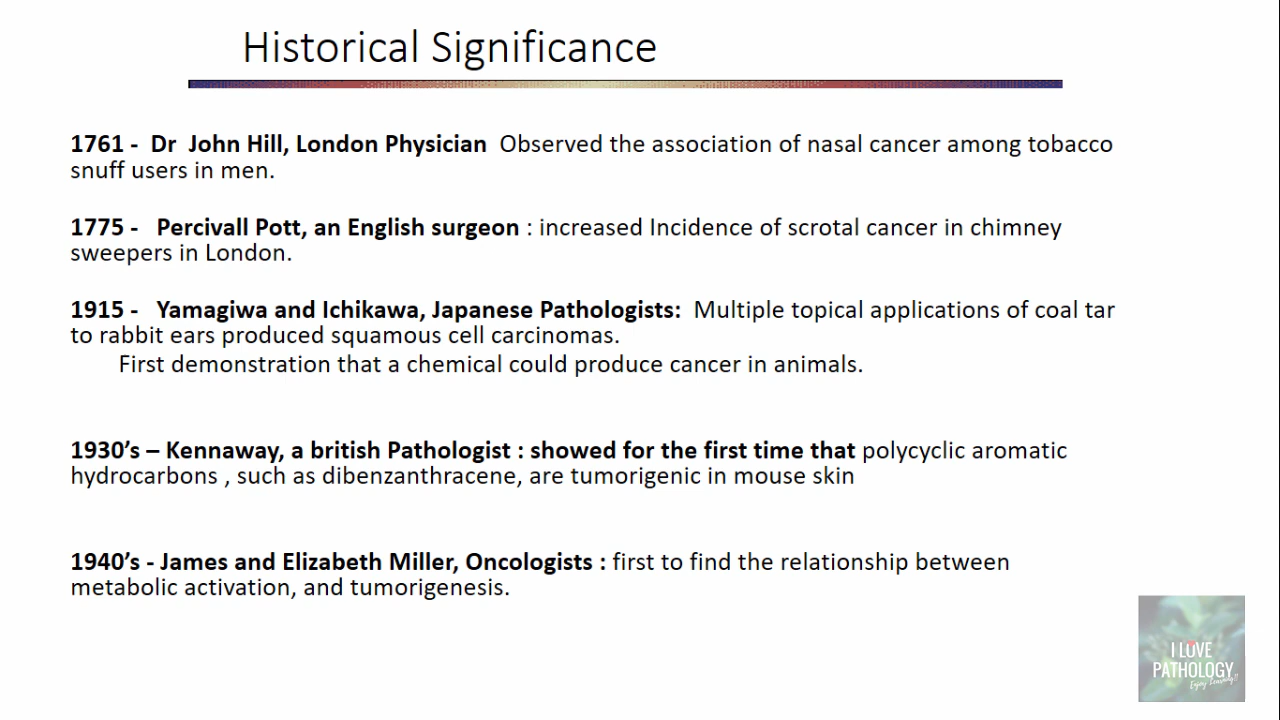 Historical Significance
1761 - Dr John Hill, London Physician Observed the association of nasal cancer among tobacco
snuff users in men.
1775 - Percivall Pott, an English surgeon : increased Incidence of scrotal cancer in chimney
sweepers in London.
1915 - Yamagiwa and Ichikawa, Japanese Pathologists: Multiple topical applications of coal tar
to rabbit ears produced squamous cell carcinomas.
First demonstration that a chemical could produce cancer in animals.
1930’s – Kennaway, a british Pathologist : showed for the first time that polycyclic aromatic
hydrocarbons , such as dibenzanthracene, are tumorigenic in mouse skin
1940’s - James and Elizabeth Miller, Oncologists : first to find the relationship between
metabolic activation, and tumorigenesis.
I LOVE
PATHOLOGY
Enjoy Learning!!